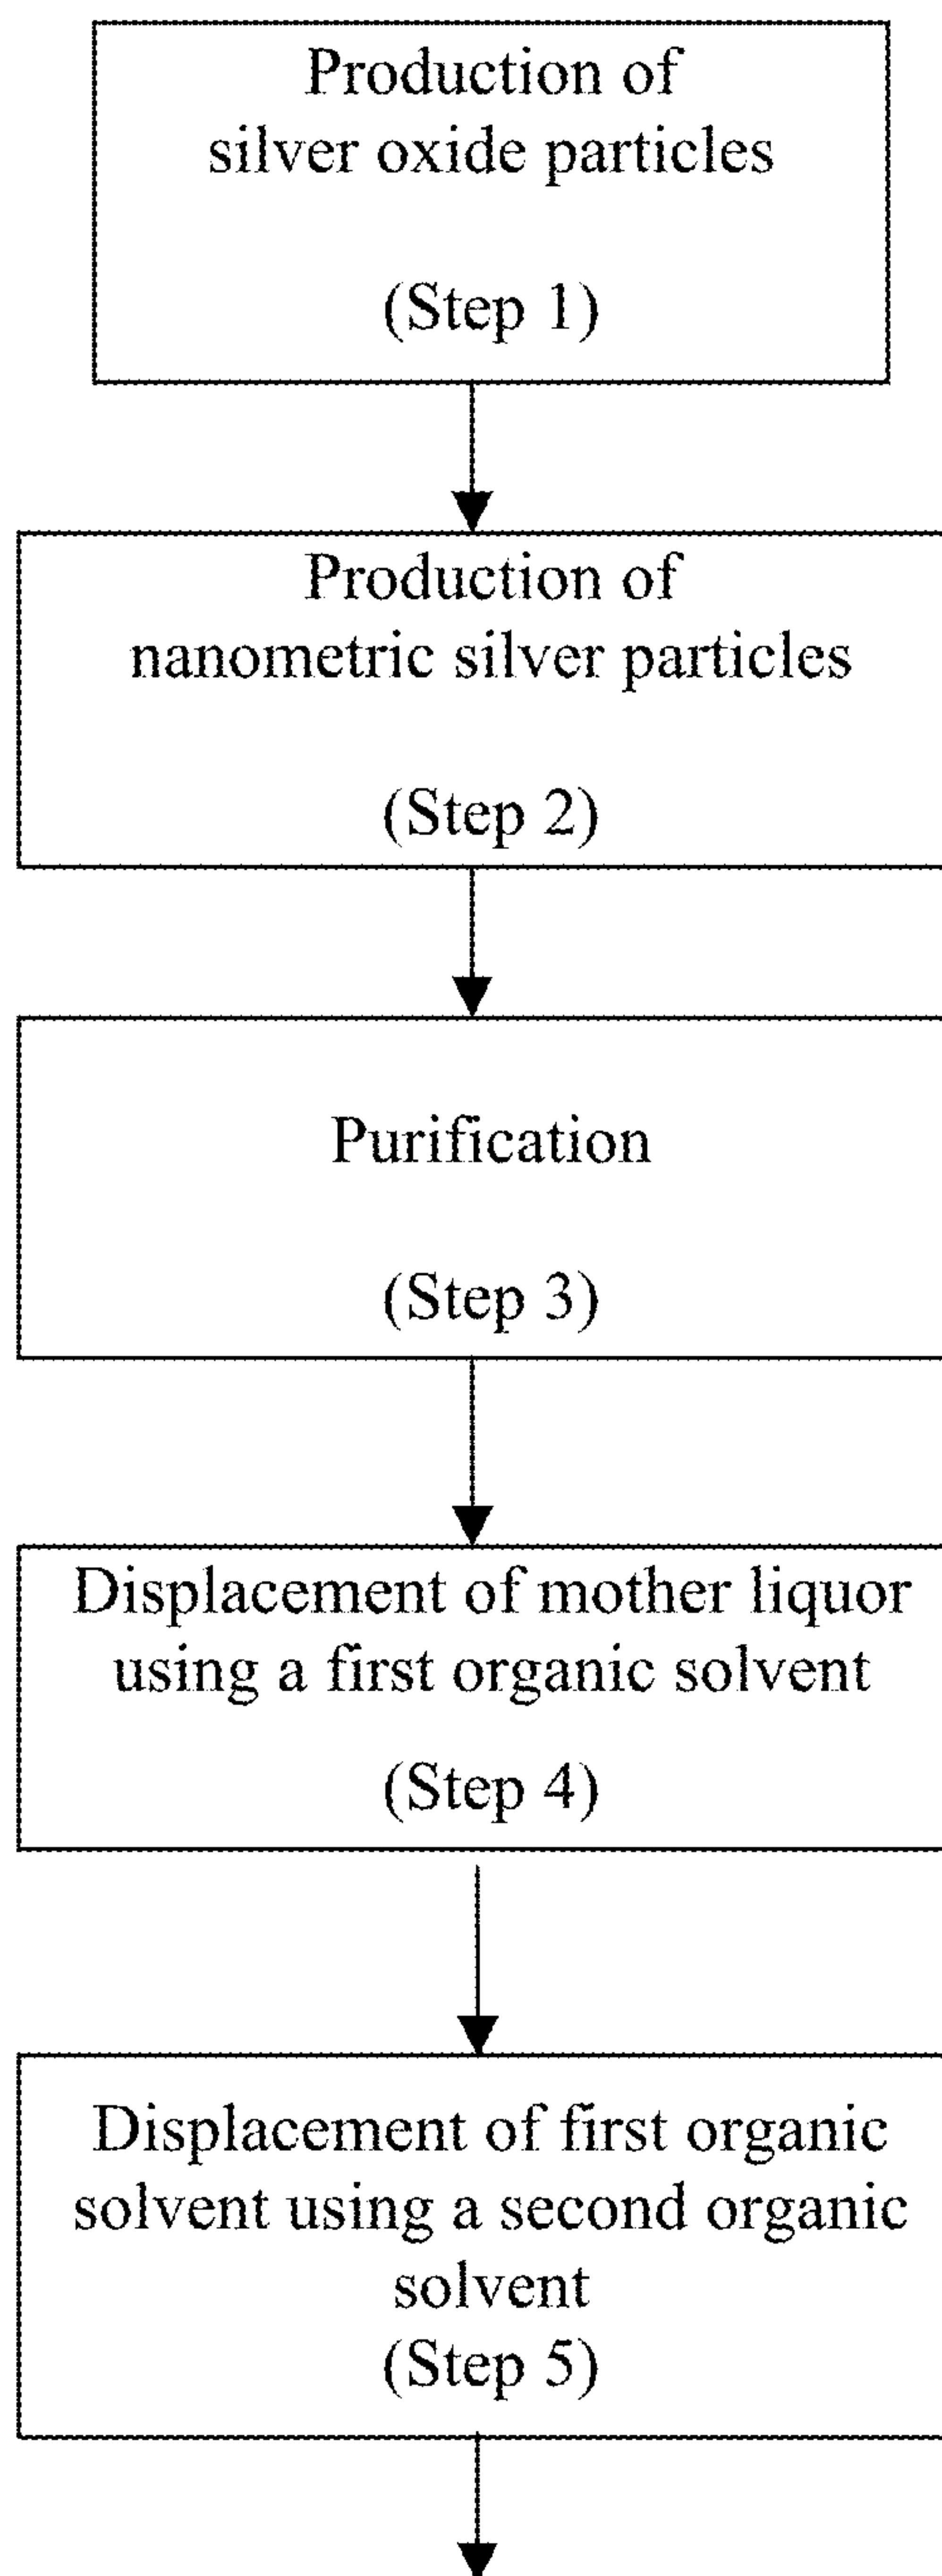 Production of
silver oxide particles
(Step 1)
Production of
nanometric silver particles
(Step 2)
Purification
(Step 3)
Displacement of mother liquor
using a first organic solvent
(Step 4)
Displacement of first organic
solvent using a second organic
solvent
(Step 5)